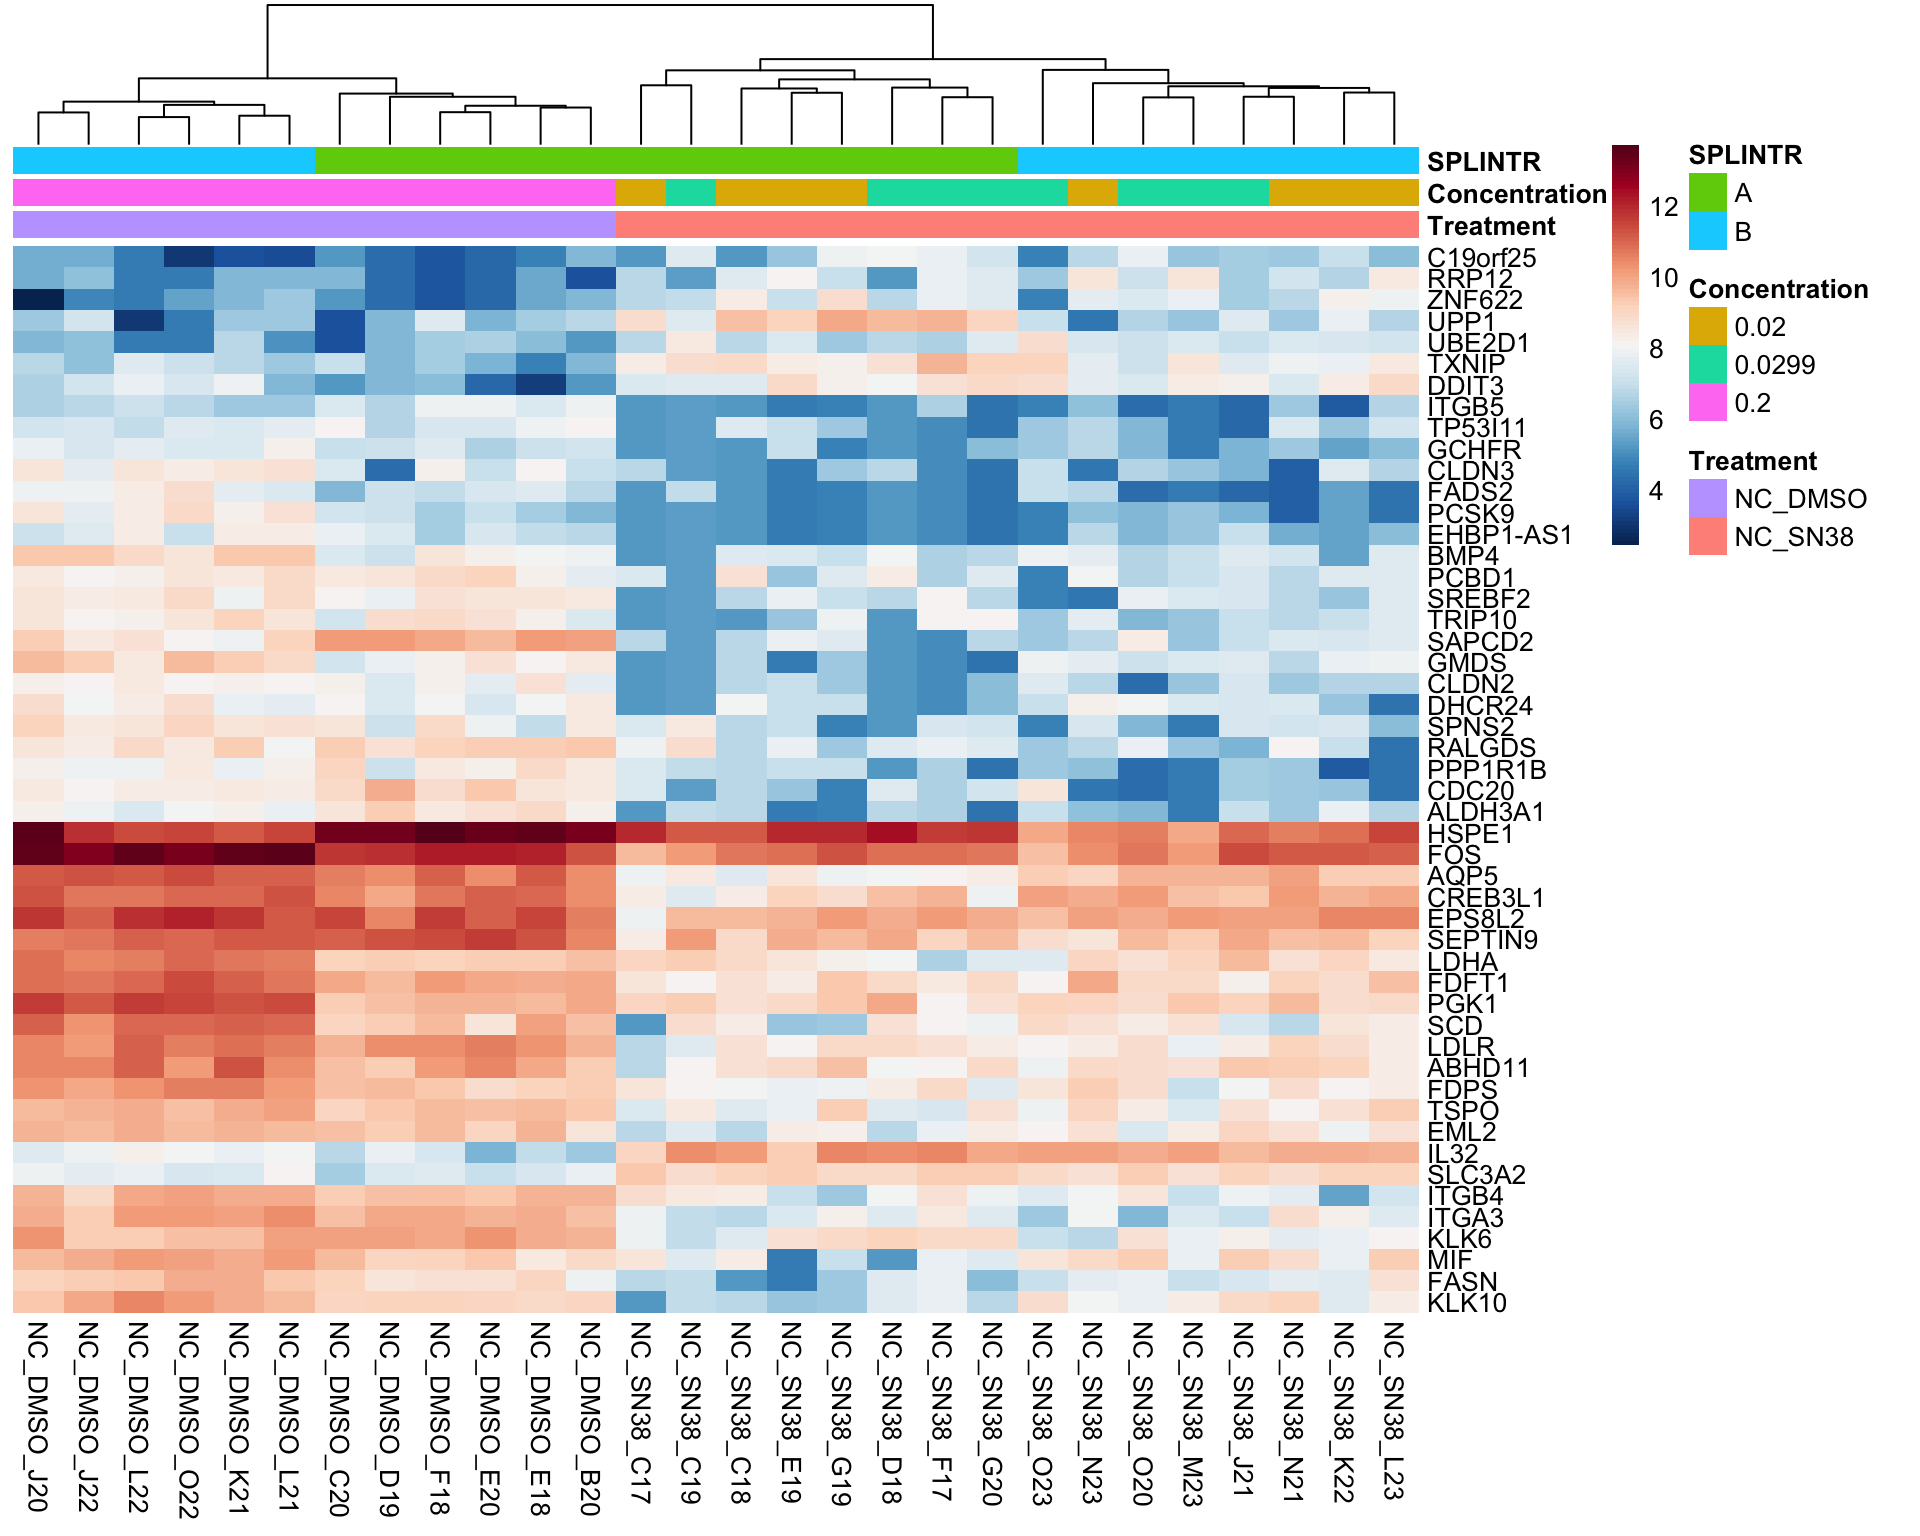 SPLINTR
Concentration
Treatment
C19orf25
RRP12
ZNF622
UPP1
UBE2D1
TXNIP
DDIT3
ITGB5
TP53I11
GCHFR
CLDN3
FADS2
PCSK9
EHBP1-AS1
BMP4
PCBD1
SREBF2
TRIP10
SAPCD2
GMDS
CLDN2
DHCR24
SPNS2
RALGDS
PPP1R1B
CDC20
ALDH3A1
HSPE1
FOS
AQP5
CREB3L1
EPS8L2
SEPTIN9
LDHA
FDFT1
PGK1
SCD
LDLR
ABHD11
FDPS
TSPO
EML2
IL32
SLC3A2
ITGB4
ITGA3
KLK6
MIF
FASN
KLK10
NC_DMSO_J20
NC_DMSO_J22
NC_DMSO_L22
NC_DMSO_O22
NC_DMSO_K21
NC_DMSO_L21
NC_DMSO_C20
NC_DMSO_D19
NC_DMSO_F18
NC_DMSO_E20
NC_DMSO_E18
NC_DMSO_B20
NC_SN38_C17
NC_SN38_C19
NC_SN38_C18
NC_SN38_E19
NC_SN38_G19
NC_SN38_D18
NC_SN38_F17
NC_SN38_G20
NC_SN38_O23
NC_SN38_N23
NC_SN38_O20
NC_SN38_M23
NC_SN38_J21
NC_SN38_N21
NC_SN38_K22
NC_SN38_L23
12
10
8
6
4
SPLINTR
A
B
Concentration
0.02
0.0299
0.2
Treatment
NC_DMSO
NC_SN38